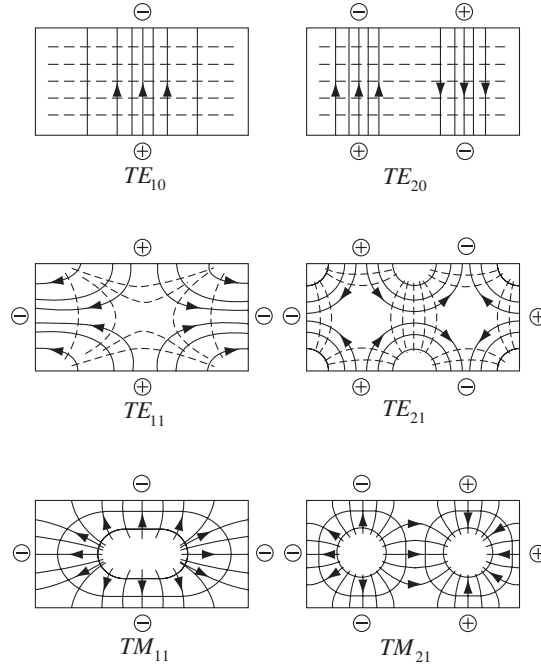 ⊖ ⊖ ⊕
⊕ ⊕ ⊖
TE₁₀ TE₂₀
⊕ ⊕ ⊖
⊖ ⊖ ⊖ ⊕
⊕ ⊕ ⊖
TE₁₁ TE₂₁
⊖ ⊖ ⊕
⊖ ⊖ ⊖ ⊕
⊖ ⊖ ⊕
TM₁₁ TM₂₁